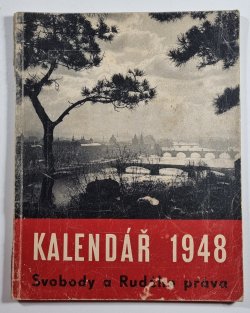 KALENDÁŘ 1948
Svobody a Rudého práva